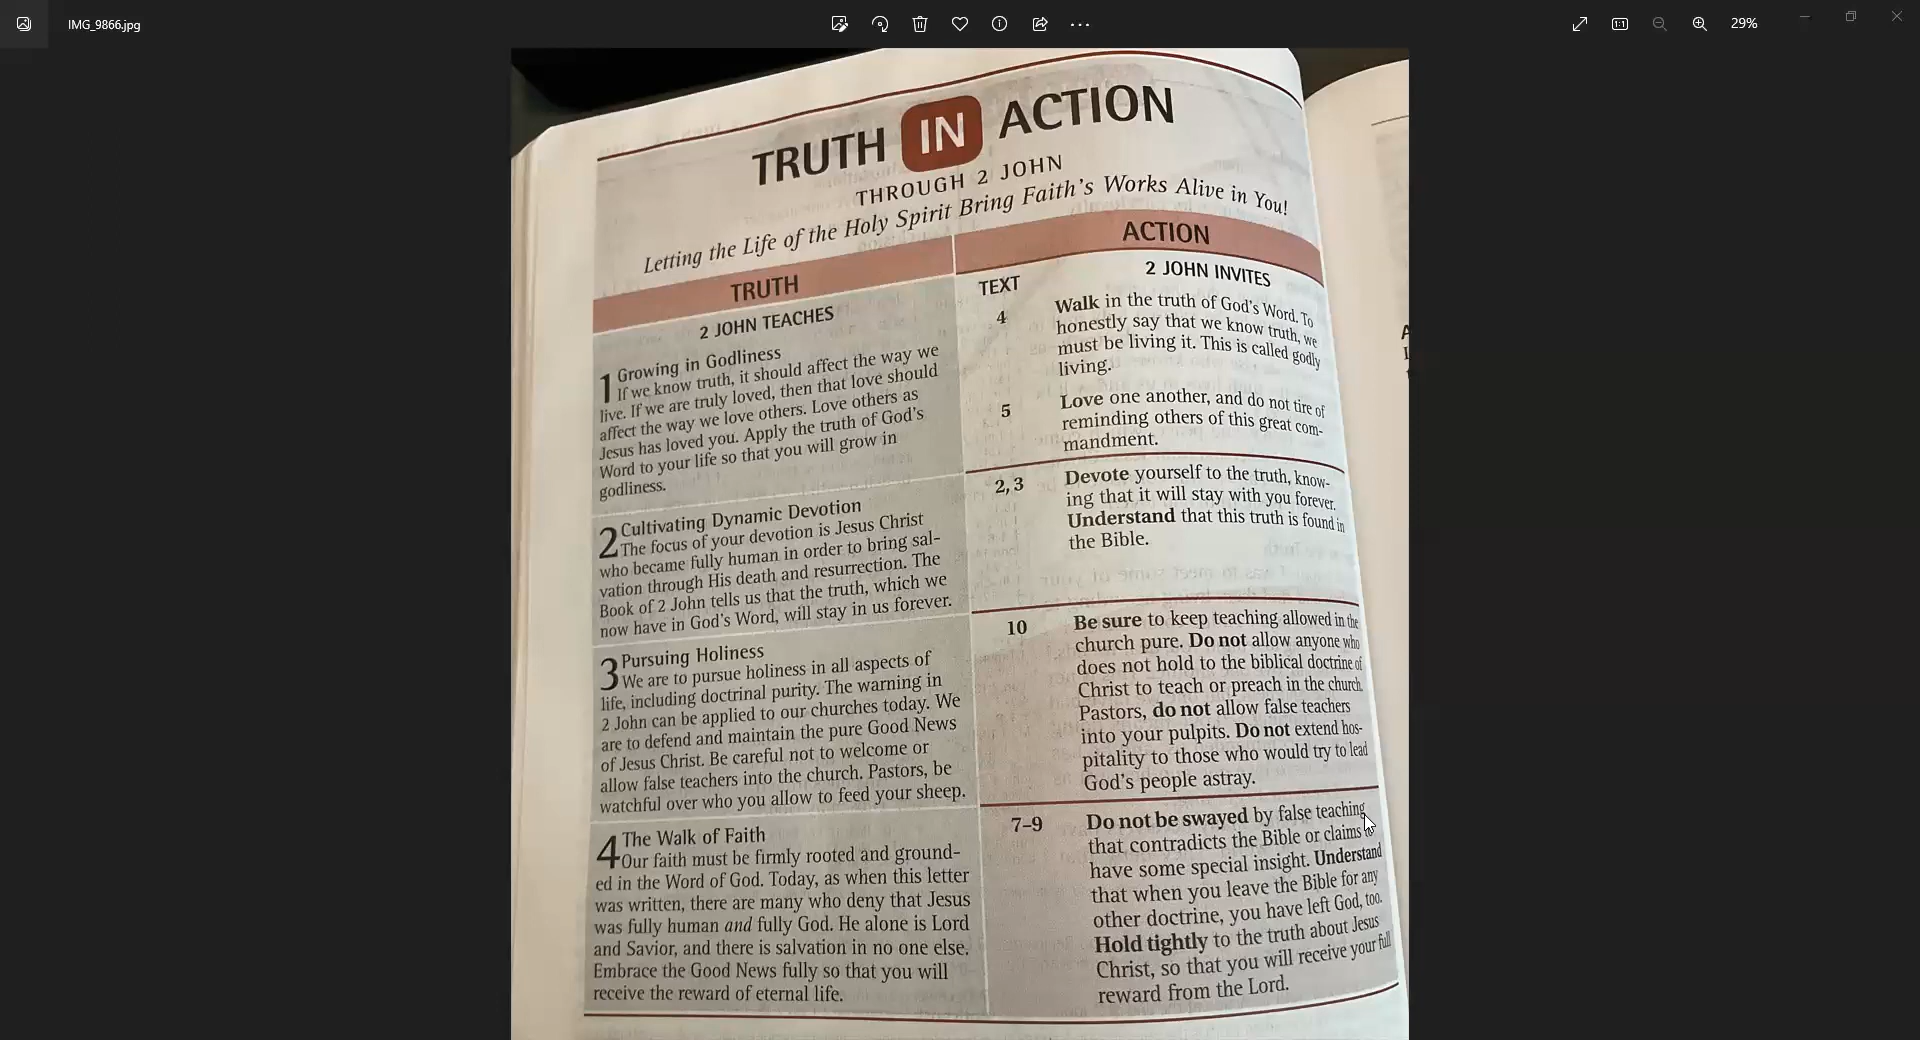 IMG_9866.jpg
29%
TRUTH IN ACTION
THROUGH 2 JOHN
Letting the Life of the Holy Spirit Bring Faith's Works Alive in You!
TRUTH
2 JOHN TEACHES
1 Growing in Godliness
If we know truth, it should affect the way we
live. If we are truly loved, then that love should
affect the way we love others. Love others as
Jesus has loved you. Apply the truth of God's
Word to your life so that you will grow in
godliness.
2 Cultivating Dynamic Devotion
The focus of your devotion is Jesus Christ
who became fully human in order to bring sal-
vation through His death and resurrection. The
Book of 2 John tells us that the truth, which we
now have in God's Word, will stay in us forever.
3 Pursuing Holiness
We are to pursue holiness in all aspects of
life, including doctrinal purity. The warning in
2 John can be applied to our churches today. We
are to defend and maintain the pure Good News
of Jesus Christ. Be careful not to welcome or
allow false teachers into the church. Pastors, be
watchful over who you allow to feed your sheep.
4 The Walk of Faith
Our faith must be firmly rooted and ground-
ed in the Word of God. Today, as when this letter
was written, there are many who deny that Jesus
was fully human and fully God. He alone is Lord
and Savior, and there is salvation in no one else.
Embrace the Good News fully so that you will
receive the reward of eternal life.
ACTION
TEXT
2 JOHN INVITES
4
Walk in the truth of God's Word. To
honestly say that we know truth, we
must be living it. This is called godly
living.
5
Love one another, and do not tire of
reminding others of this great com-
mandment.
2, 3
Devote yourself to the truth, know-
ing that it will stay with you forever.
Understand that this truth is found in
the Bible.
10
Be sure to keep teaching allowed in the
church pure. Do not allow anyone who
does not hold to the biblical doctrine of
Christ to teach or preach in the church.
Pastors, do not allow false teachers
into your pulpits. Do not extend hos-
pitality to those who would try to lead
God's people astray.
7–9
Do not be swayed by false teaching
that contradicts the Bible or claims to
have some special insight. Understand
that when you leave the Bible for any
other doctrine, you have left God, too.
Hold tightly to the truth about Jesus
Christ, so that you will receive your full
reward from the Lord.